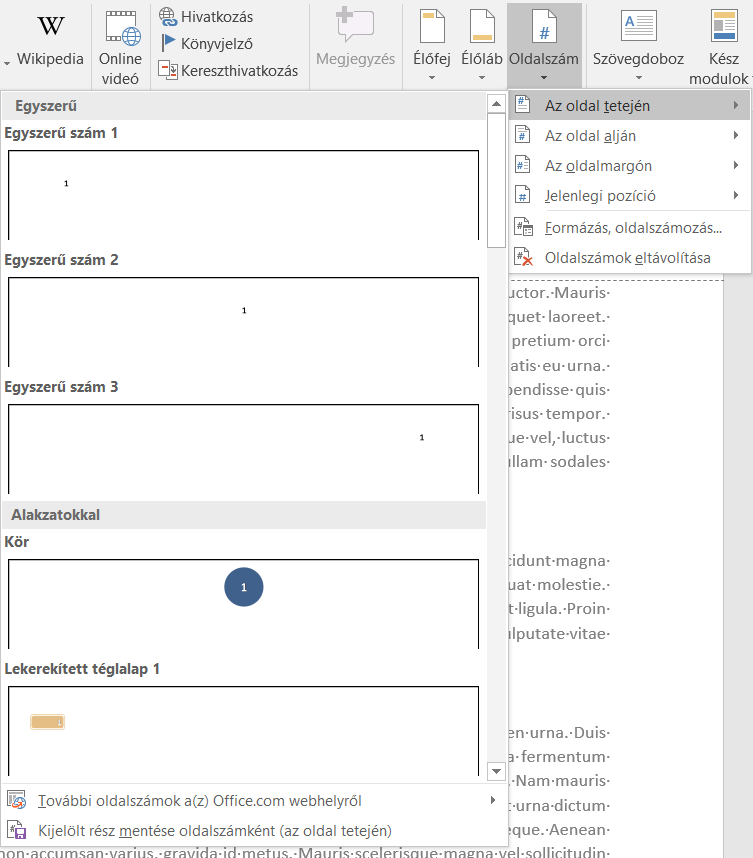 W
Wikipedia
Online
videó
Hivatkozás
Könyvjelző
Kereszthivatkozás
Megjegyzés
Élőfej
Élőláb
Oldalszám
Szövegdoboz
Kész
modulok
Az oldal tetején
Az oldal alján
Az oldalmargón
Jelenlegi pozíció
Formázás, oldalszámozás...
Oldalszámok eltávolítása
Egyszerű
Egyszerű szám 1
1
Egyszerű szám 2
1
Egyszerű szám 3
1
Alakzatokkal
Kör
1
Lekerekített téglalap 1
1
További oldalszámok a(z) Office.com webhelyről
Kijelölt rész mentése oldalszámként (az oldal tetején)
uctor.·Mauris·
quet·laoreet.·
pretium·orci·
atis·eu·urna.·
pendisse·quis·
risus·tempor.·
ue·vel,·luctus·
ullam·sodales·
cidunt·magna·
uat·molestie.·
t·ligula.·Proin·
ulputate·vitae·
en·urna.·Duis·
a·fermentum·
.·Nam·mauris·
t·urna·dictum·
eque.·Aenean·
non·accumsan·varius,·gravida·id·metus.·Mauris·scelerisque·magna·vel·sollicitudin·